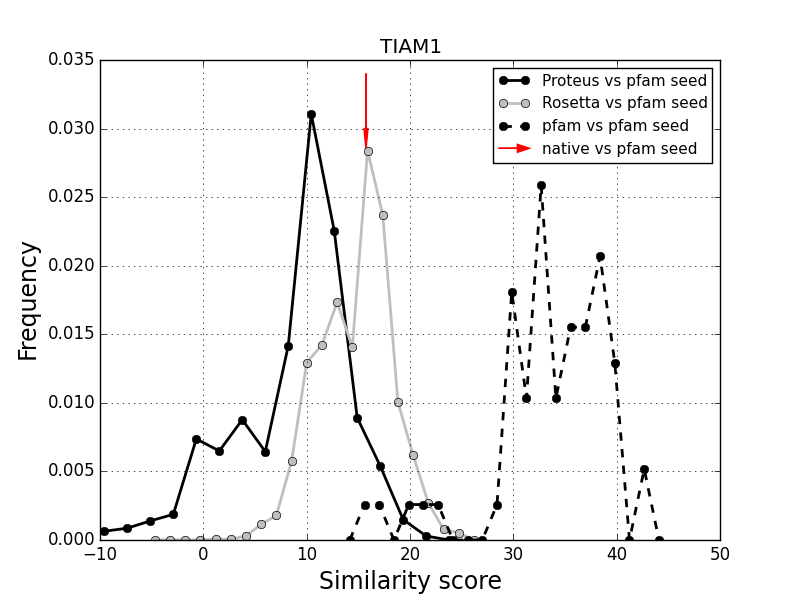 TIAM1
0.035
0.030
0.025
0.020
0.015
0.010
0.005
0.000
Frequency
Proteus vs pfam seed
Rosetta vs pfam seed
pfam vs pfam seed
native vs pfam seed
−10 0 10 20 30 40 50
Similarity score